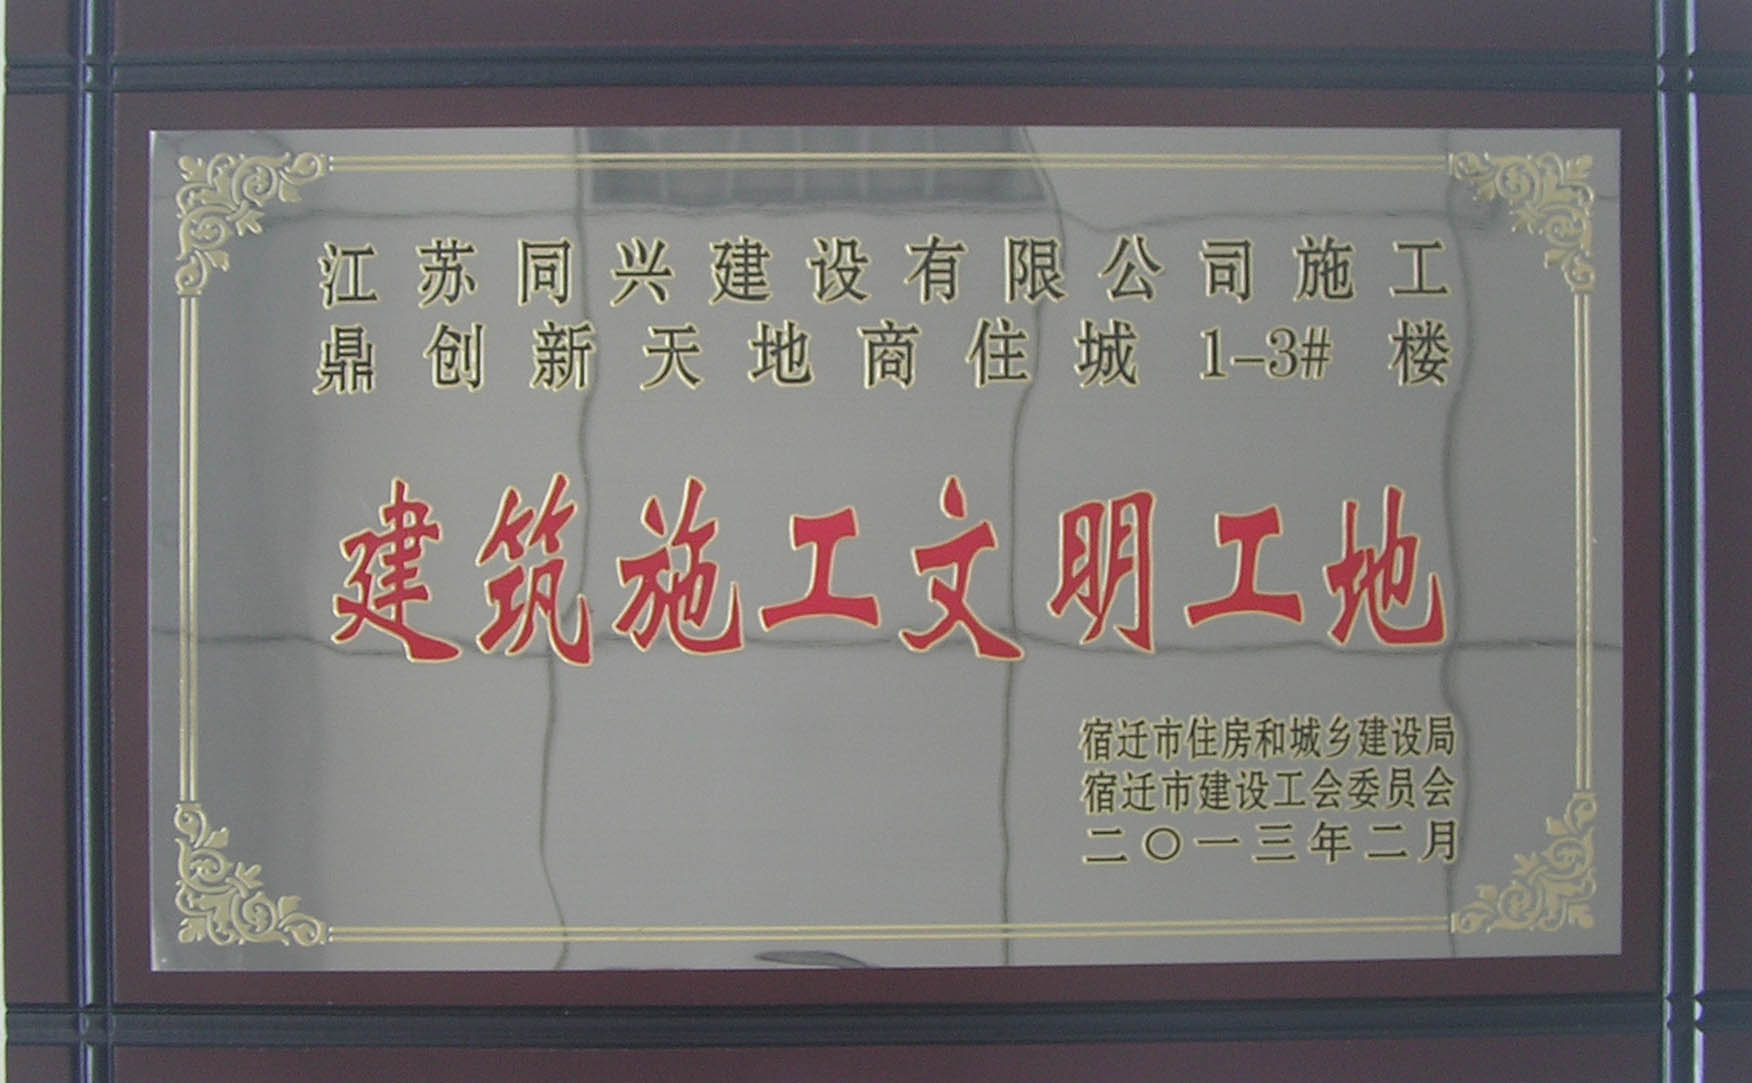 江苏同兴建设有限公司施工
鼎创新天地商住城1-3#楼
建筑施工文明工地
宿迁市住房和城乡建设局
宿迁市建设工会委员会
二〇一三年二月